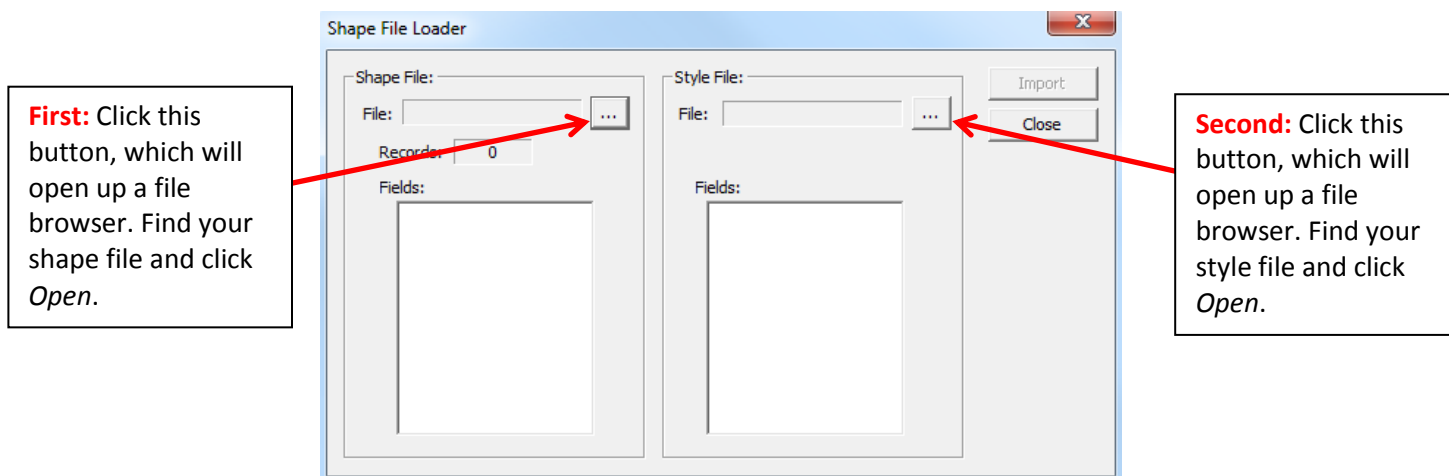 Shape File Loader
First: Click this
button, which will
open up a file
browser. Find your
shape file and click
Open.
Shape File:
File: ...
Records: 0
Fields:
Style File:
File: ...
Fields:
Import
Close
Second: Click this
button, which will
open up a file
browser. Find your
style file and click
Open.